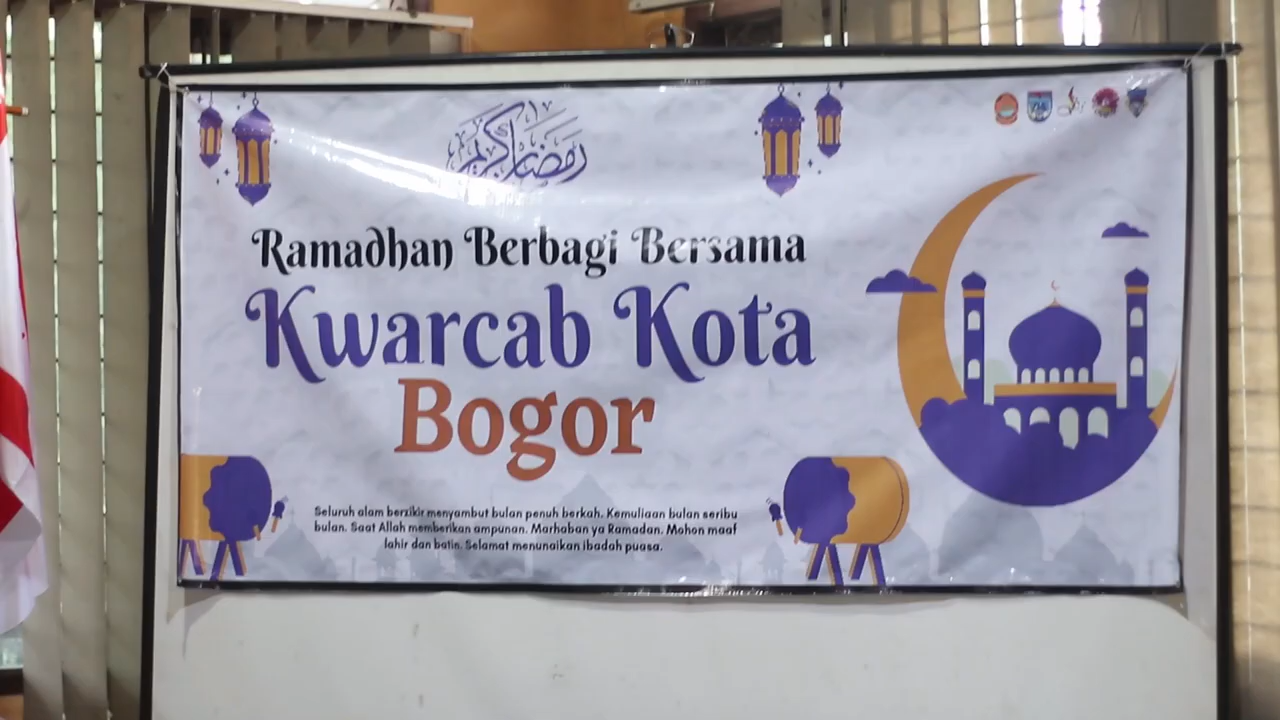 رمضان كريم
Ramadhan Berbagi Bersama
Kwarcab Kota
Bogor
Seluruh alam berzikir menyambut bulan penuh berkah. Kemuliaan bulan seribu
bulan. Saat Allah memberikan ampunan. Marhaban ya Ramadan. Mohon maaf
lahir dan batin. Selamat menunaikan ibadah puasa.